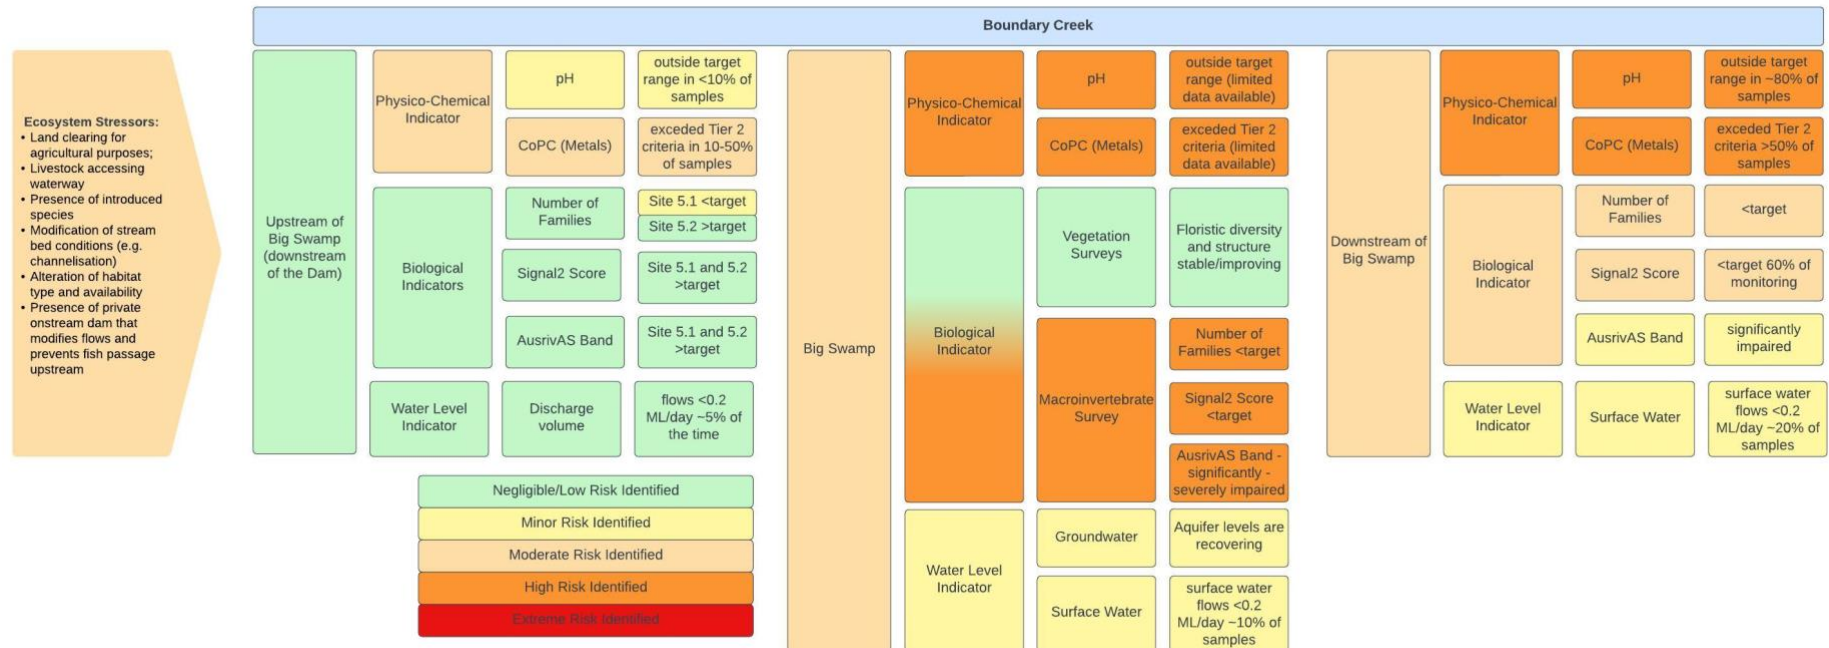 Boundary Creek
Ecosystem Stressors:
• Land clearing for
agricultural purposes;
• Livestock accessing
waterway
• Presence of introduced
species
• Modification of stream
bed conditions (e.g.
channelisation)
• Alteration of habitat
type and availability
• Presence of private
onstream dam that
modifies flows and
prevents fish passage
upstream
Upstream of
Big Swamp
(downstream
of the Dam)
Physico-Chemical
Indicator
pH
outside target
range in <10% of
samples
CoPC (Metals)
exceded Tier 2
criteria in 10-50%
of samples
Biological
Indicators
Number of
Families
Site 5.1 <target
Site 5.2 >target
Signal2 Score
Site 5.1 and 5.2
>target
AusrivAS Band
Site 5.1 and 5.2
>target
Water Level
Indicator
Discharge
volume
flows <0.2
ML/day ~5% of
the time
Negligible/Low Risk Identified
Minor Risk Identified
Moderate Risk Identified
High Risk Identified
Extreme Risk Identified
Big Swamp
Physico-Chemical
Indicator
pH
outside target
range (limited
data available)
CoPC (Metals)
exceded Tier 2
criteria (limited
data available)
Biological
Indicator
Vegetation
Surveys
Floristic diversity
and structure
stable/improving
Macroinvertebrate
Survey
Number of
Families <target
Signal2 Score
<target
AusrivAS Band -
significantly -
severely impaired
Water Level
Indicator
Groundwater
Aquifer levels are
recovering
Surface Water
surface water
flows <0.2
ML/day ~10% of
samples
Downstream of
Big Swamp
Physico-Chemical
Indicator
pH
outside target
range in ~80% of
samples
CoPC (Metals)
exceded Tier 2
criteria >50% of
samples
Biological
Indicator
Number of
Families
<target
Signal2 Score
<target 60% of
monitoring
AusrivAS Band
significantly
impaired
Water Level
Indicator
Surface Water
surface water
flows <0.2
ML/day ~20% of
samples